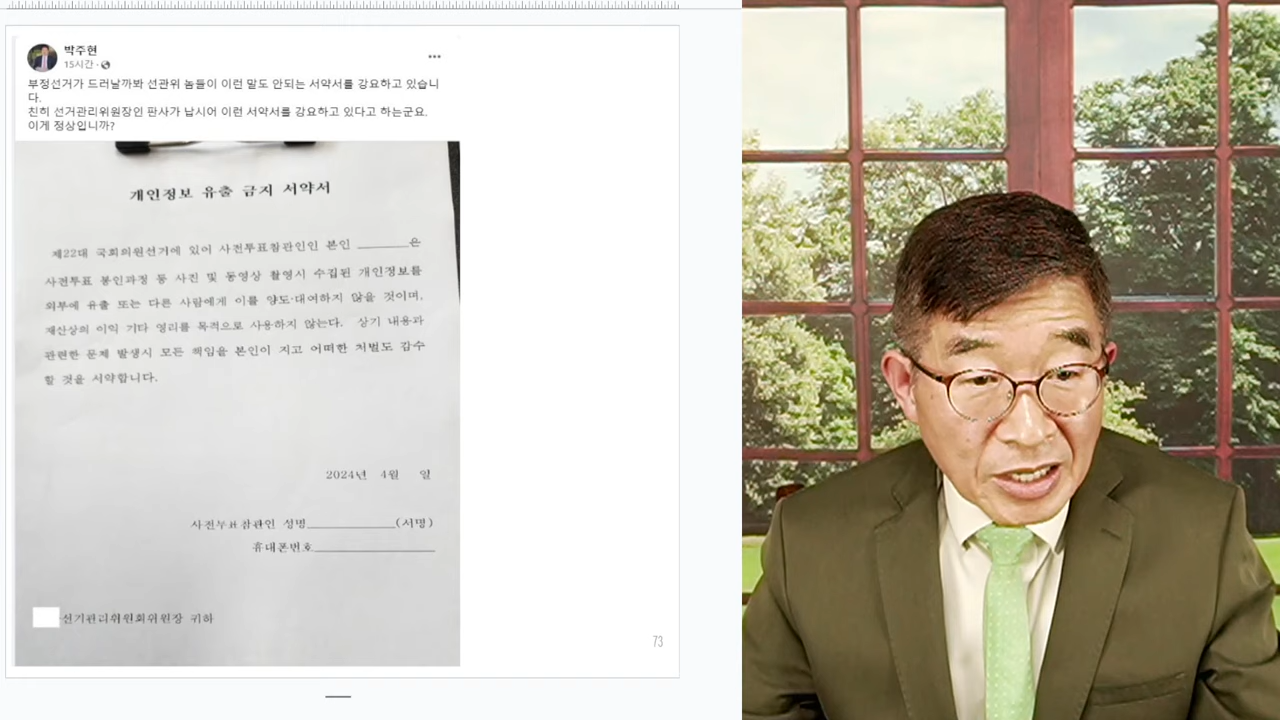 박주현
15시간 ·
부정선거가 드러날까봐 선관위 놈들이 이런 말도 안되는 서약서를 강요하고 있습니
다.
친히 선거관리위원장인 판사가 납시어 이런 서약서를 강요하고 있다고 하는군요.
이게 정상입니까?
개인정보 유출 금지 서약서
제22대 국회의원선거에 있어 사전투표참관인인 본인 ________은
사전투표 봉인과정 등 사진 및 동영상 촬영시 수집된 개인정보를
외부에 유출 또는 다른 사람에게 이를 양도·대여하지 않을 것이며,
재산상의 이익 기타 영리를 목적으로 사용하지 않는다. 상기 내용과
관련한 문제 발생시 모든 책임을 본인이 지고 어떠한 처벌도 감수
할 것을 서약합니다.
2024년 4월 일
사전투표참관인 성명____________(서명)
휴대폰번호________________
선거관리위원회위원장 귀하
73